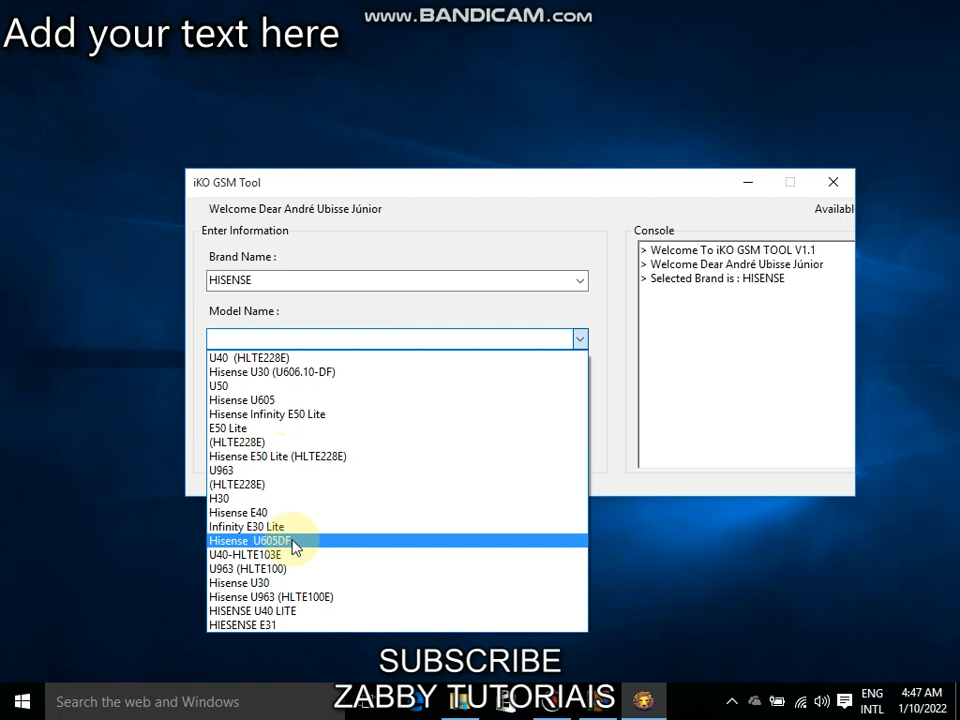 www.BANDICAM.com
Add your text here
iKO GSM Tool
Welcome Dear André Ubisse Júnior
Availabl
Enter Information
Console
Brand Name :
HISENSE
Model Name :
> Welcome To iKO GSM TOOL V1.1
> Welcome Dear André Ubisse Júnior
> Selected Brand is : HISENSE
U40 (HLTE228E)
Hisense U30 (U606.10-DF)
U50
Hisense U605
Hisense Infinity E50 Lite
E50 Lite
(HLTE228E)
Hisense E50 Lite (HLTE228E)
U963
(HLTE228E)
H30
Hisense E40
Infinity E30 Lite
Hisense U605DF
U40-HLTE103E
U963 (HLTE100)
Hisense U30
Hisense U963 (HLTE100E)
HISENSE U40 LITE
HIESENSE E31
SUBSCRIBE
ZABBY TUTORIAIS
Search the web and Windows
ENG
INTL
4:47 AM
1/10/2022